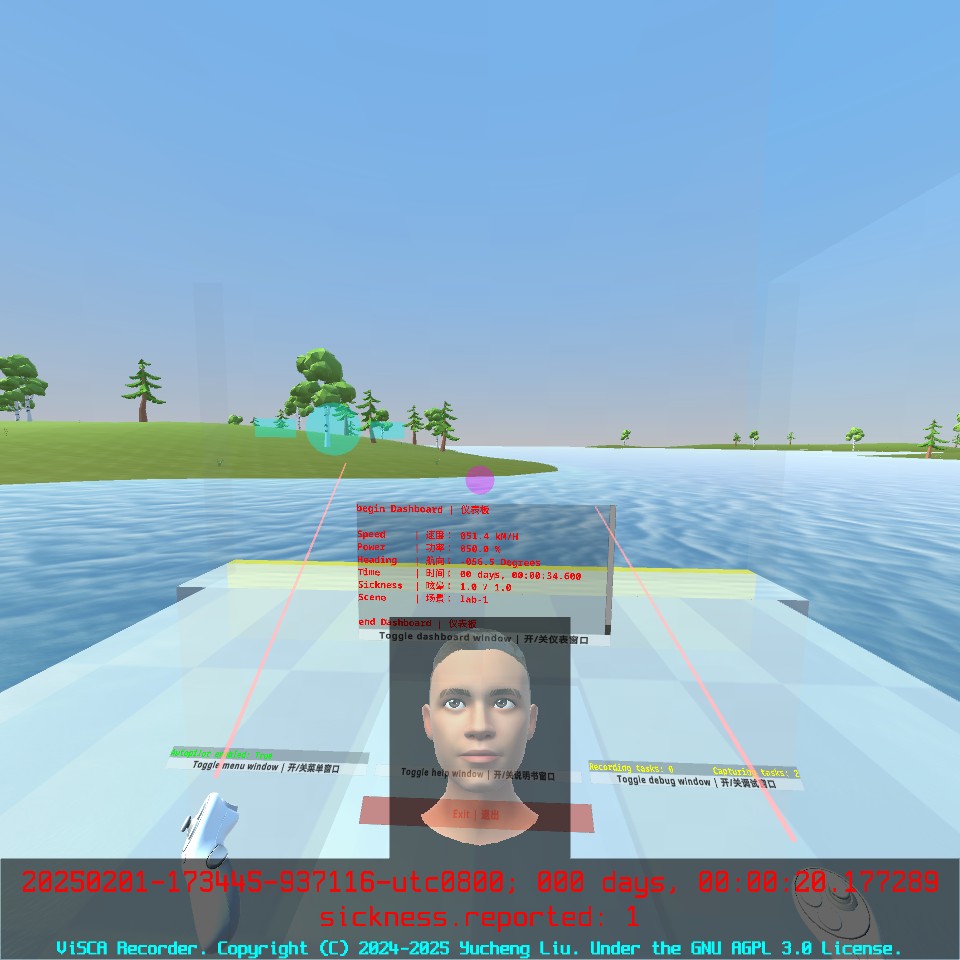 begin Dashboard | 仪表板
Speed | 速度: 051.4 kM/H
Power | 功率: 050.0 %
Heading | 航向: -056.5 Degrees
Time | 时间: 00 days, 00:00:34.600
Sickness | 眩晕: 1.0 / 1.0
Scene | 场景: lab-1
end Dashboard | 仪表板
Toggle dashboard window | 开/关仪表窗口
Autopilot enabled: True
Toggle menu window | 开/关菜单窗口
Toggle help window | 开/关说明书窗口
Recording tasks: 0 Capturing tasks: 2
Toggle debug window | 开/关调试窗口
Exit | 退出
20250201-173445-937116-utc0800; 000 days, 00:00:20.177289
sickness.reported: 1
ViSCA Recorder. Copyright (C) 2024-2025 Yucheng Liu. Under the GNU AGPL 3.0 License.